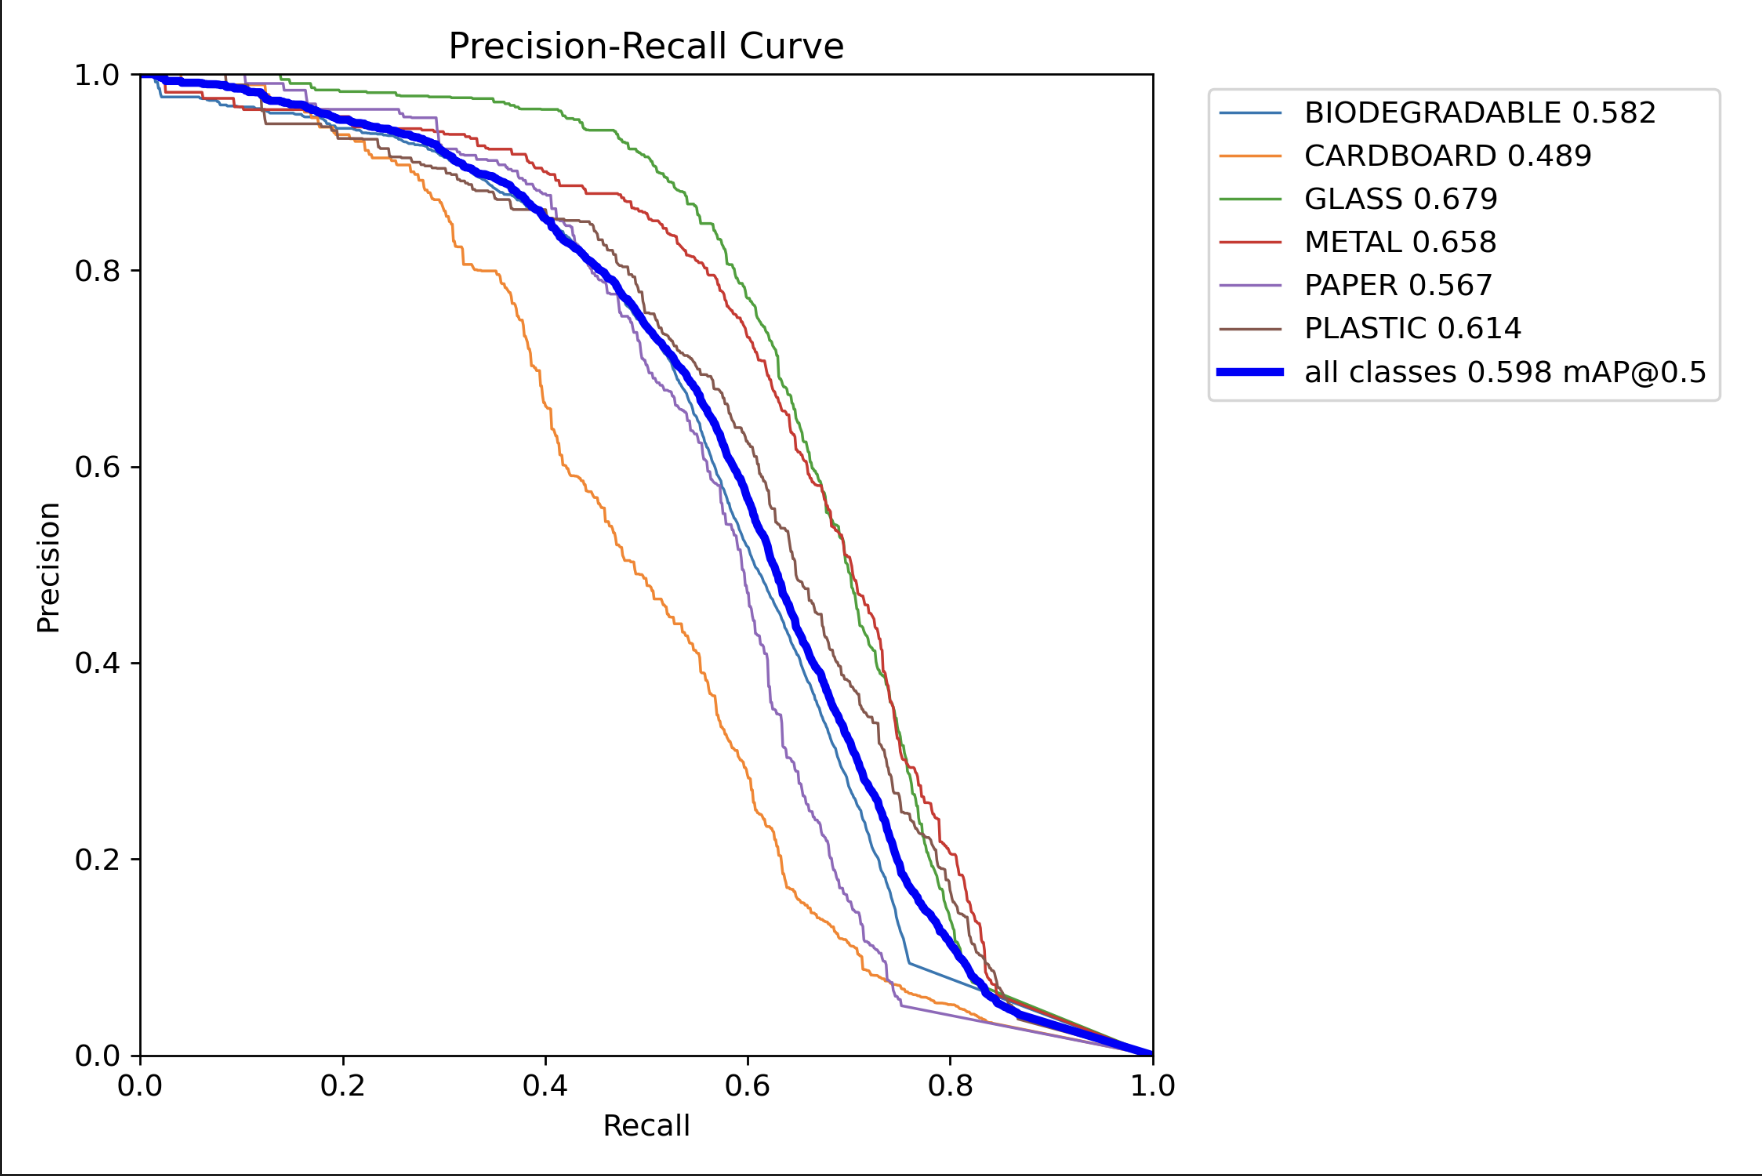 Precision-Recall Curve
1.0
0.8
0.6
0.4
0.2
0.0
Precision
0.0 0.2 0.4 0.6 0.8 1.0
Recall
BIODEGRADABLE 0.582
CARDBOARD 0.489
GLASS 0.679
METAL 0.658
PAPER 0.567
PLASTIC 0.614
all classes 0.598 mAP@0.5